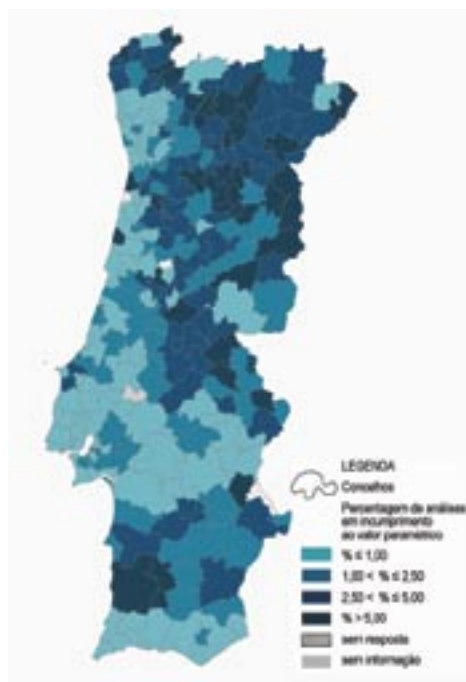 LEGENDA
Concelhos
Percentagem de análises
em incumprimento
ao valor paramétrico
% ≤ 1,00
1,00 < % ≤ 2,50
2,50 < % ≤ 5,00
% > 5,00
sem resposta
sem informação